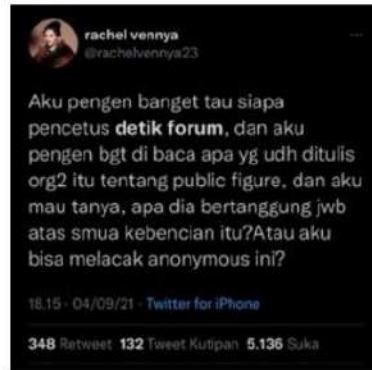 rachel vennya
@rachelvennya23
Aku pengen banget tau siapa
pencetus detik forum, dan aku
pengen bgt di baca apa yg udh ditulis
org2 itu tentang public figure, dan aku
mau tanya, apa dia bertanggung jwb
atas smua kebencian itu?Atau aku
bisa melacak anonymous ini?
18.15 · 04/09/21 · Twitter for iPhone
348 Retweet 132 Tweet Kutipan 5.136 Suka